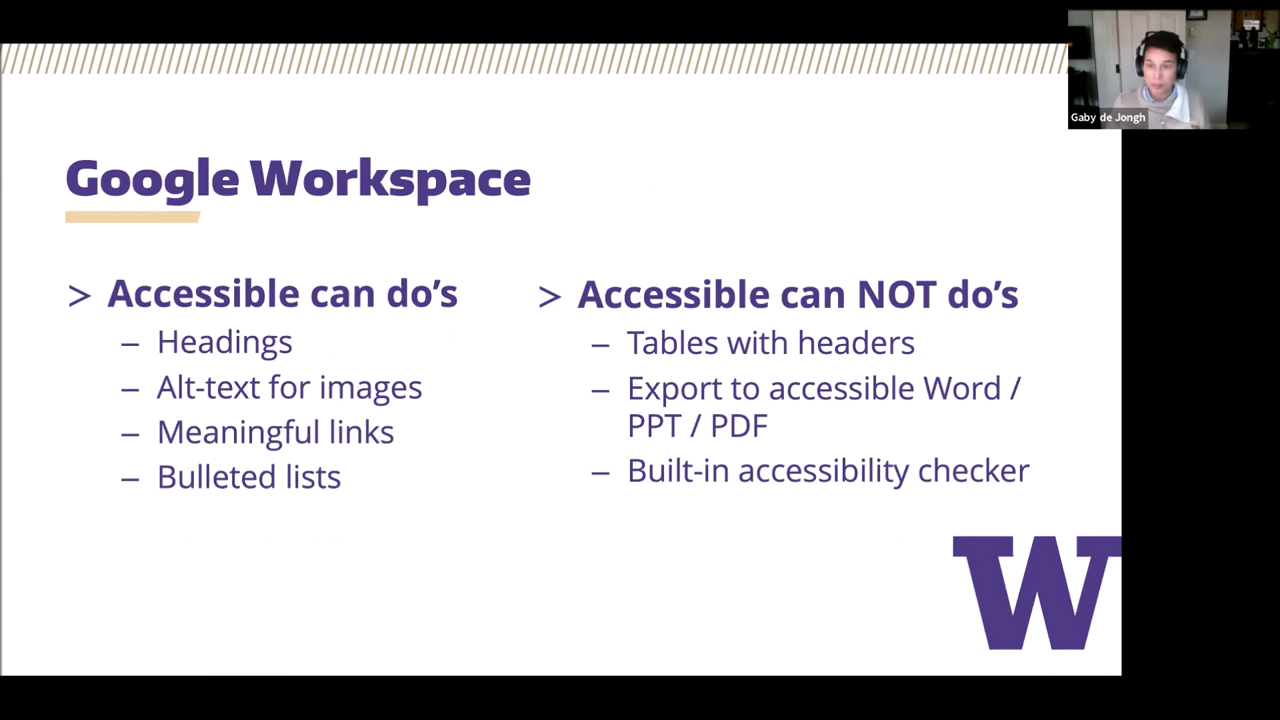 Gaby de Jongh
Google Workspace
> Accessible can do's
– Headings
– Alt-text for images
– Meaningful links
– Bulleted lists
> Accessible can NOT do's
– Tables with headers
– Export to accessible Word /
PPT / PDF
– Built-in accessibility checker
W